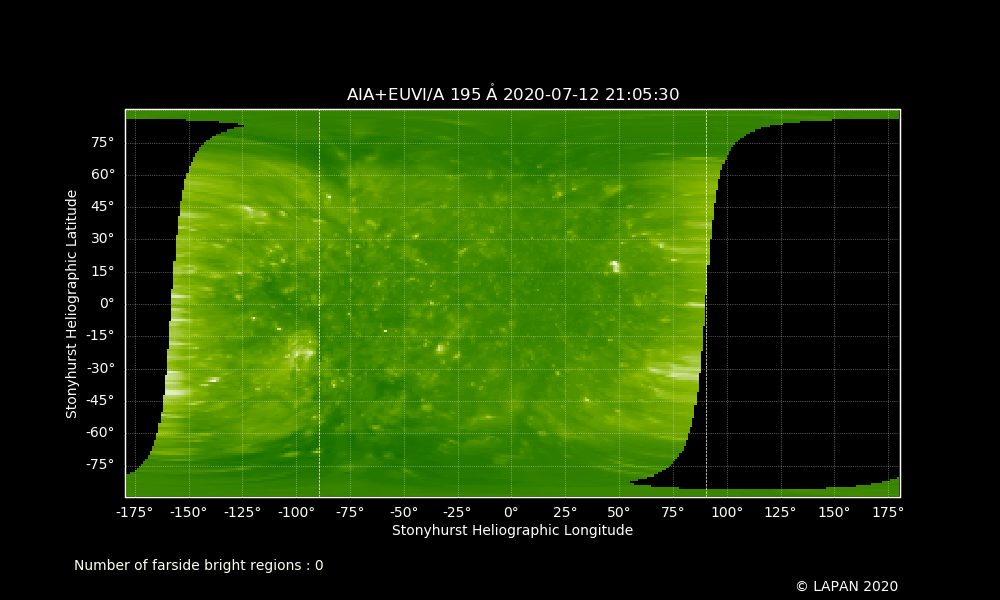 AIA+EUVI/A 195 Å 2020-07-12 21:05:30
Stonyhurst Heliographic Latitude
75°
60°
45°
30°
15°
0°
-15°
-30°
-45°
-60°
-75°
-175° -150° -125° -100° -75° -50° -25° 0° 25° 50° 75° 100° 125° 150° 175°
Stonyhurst Heliographic Longitude
Number of farside bright regions : 0
© LAPAN 2020